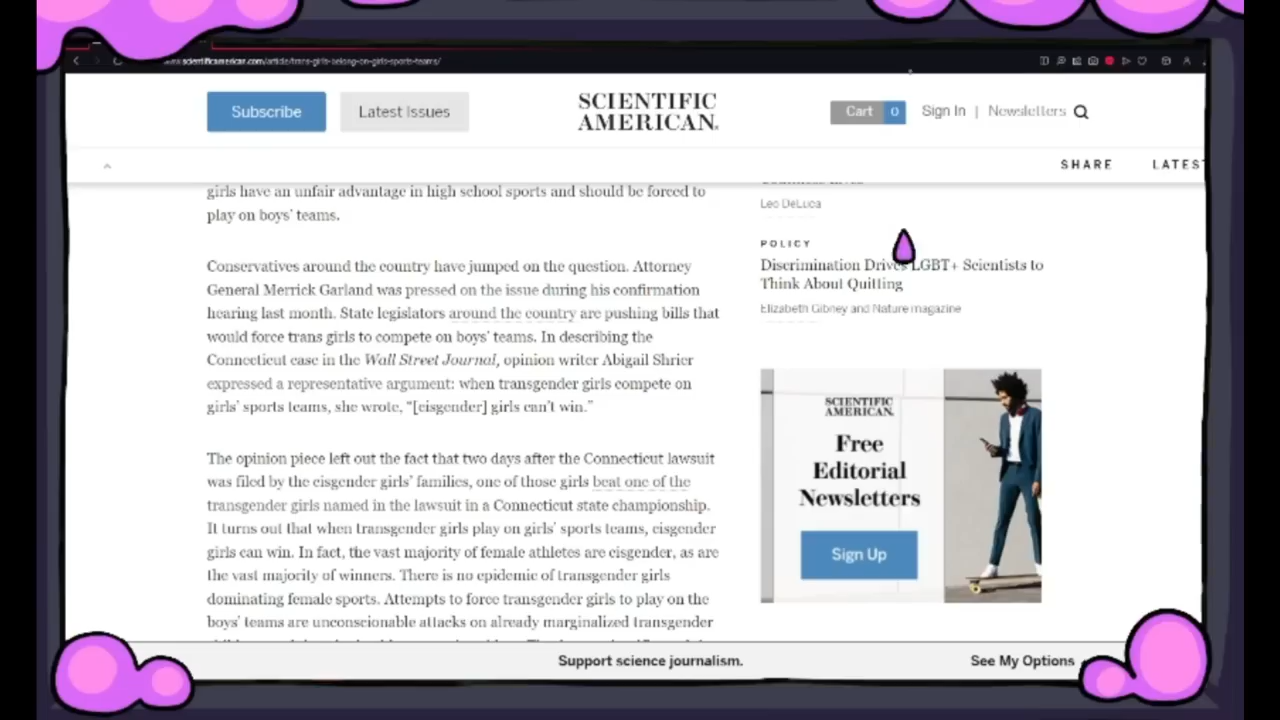 www.scientificamerican.com/article/trans-girls-belong-on-girls-sports-teams/
Subscribe
Latest Issues
SCIENTIFIC
AMERICAN
Cart 0
Sign In | Newsletters
SHARE
LATEST
girls have an unfair advantage in high school sports and should be forced to
play on boys' teams.
Conservatives around the country have jumped on the question. Attorney
General Merrick Garland was pressed on the issue during his confirmation
hearing last month. State legislators around the country are pushing bills that
would force trans girls to compete on boys' teams. In describing the
Connecticut case in the Wall Street Journal, opinion writer Abigail Shrier
expressed a representative argument: when transgender girls compete on
girls' sports teams, she wrote, “[cisgender] girls can't win.”
The opinion piece left out the fact that two days after the Connecticut lawsuit
was filed by the cisgender girls' families, one of those girls beat one of the
transgender girls named in the lawsuit in a Connecticut state championship.
It turns out that when transgender girls play on girls' sports teams, cisgender
girls can win. In fact, the vast majority of female athletes are cisgender, as are
the vast majority of winners. There is no epidemic of transgender girls
dominating female sports. Attempts to force transgender girls to play on the
boys' teams are unconscionable attacks on already marginalized transgender
Leo DeLuca
POLICY
Discrimination Drives LGBT+ Scientists to
Think About Quitting
Elizabeth Gibney and Nature magazine
SCIENTIFIC
AMERICAN
Free
Editorial
Newsletters
Sign Up
Support science journalism.
See My Options